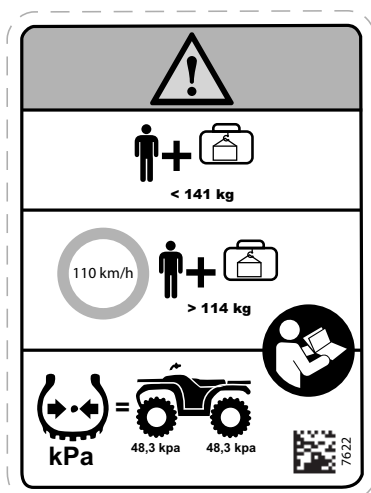 < 141 kg
110 km/h
> 114 kg
kPa
=
48,3 kpa 48,3 kpa
7622